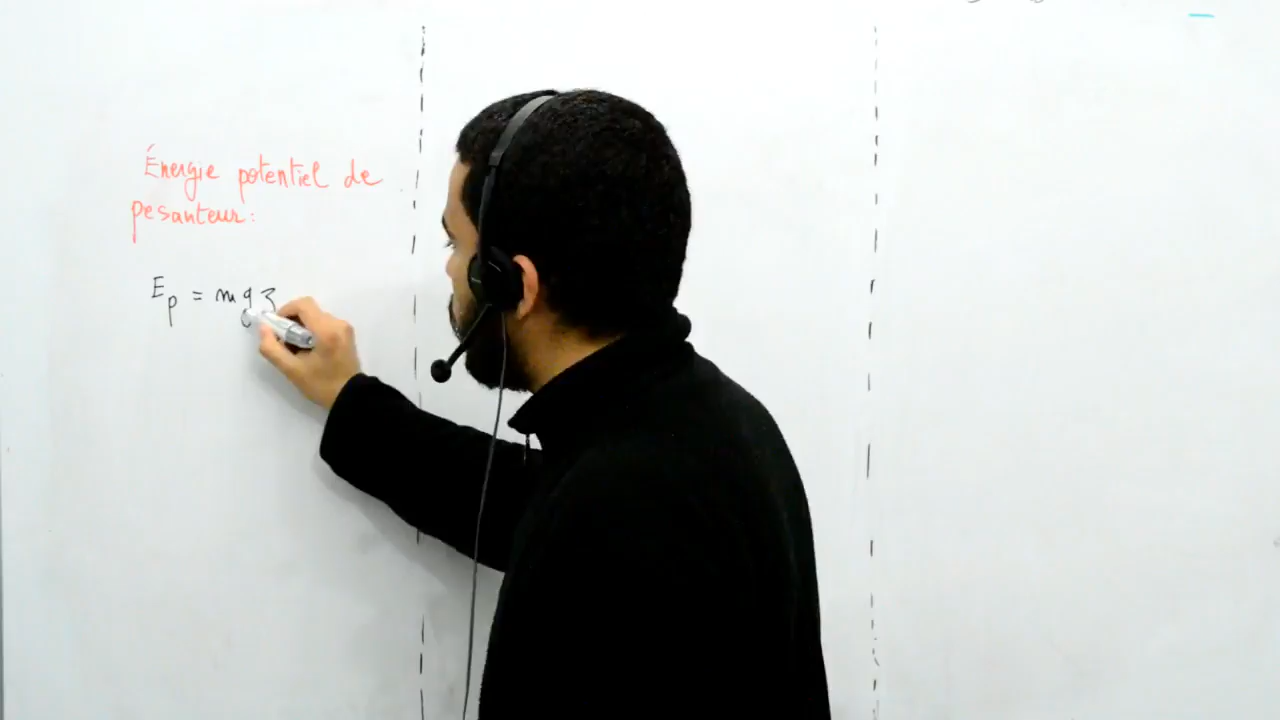 Énergie potentiel de
pesanteur:
Ep = mgz